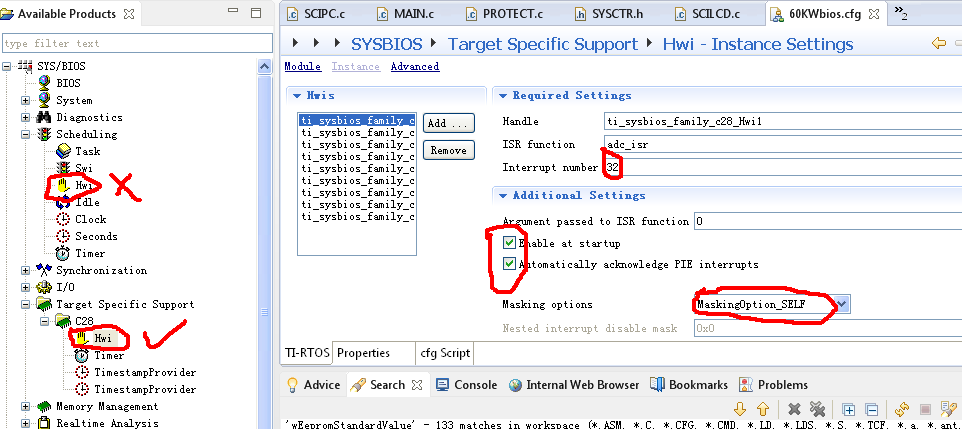 Available Products
type filter text
SYS/BIOS
BIOS
System
Diagnostics
Scheduling
Task
Swi
Hwi
Idle
Clock
Seconds
Timer
Synchronization
I/O
Target Specific Support
C28
Hwi
Timer
TimestampProvider
TimestampProvider
Memory Management
Realtime Analysis
SCIPC.c MAIN.c PROTECT.c SYSCTR.h SCILCD.c 60KWbios.cfg »2
SYSBIOS Target Specific Support Hwi - Instance Settings
Module Instance Advanced
Hwis
ti_sysbios_family_c
ti_sysbios_family_c
ti_sysbios_family_c
ti_sysbios_family_c
ti_sysbios_family_c
ti_sysbios_family_c
ti_sysbios_family_c
ti_sysbios_family_c
ti_sysbios_family_c
Add ...
Remove
Required Settings
Handle ti_sysbios_family_c28_Hwi1
ISR function adc_isr
Interrupt number 32
Additional Settings
Argument passed to ISR function 0
Enable at startup
Automatically acknowledge PIE interrupts
Masking options MaskingOption_SELF
Nested interrupt disable mask 0x0
TI-RTOS Properties cfg Script
Advice Search Console Internal Web Browser Bookmarks Problems
'wEepromStandardValue' - 133 matches in workspace (*.ASM, *.C, *.CFG, *.CMD, *.LD, *.LDS, *.S, *.TCF, *.a, *.ant,